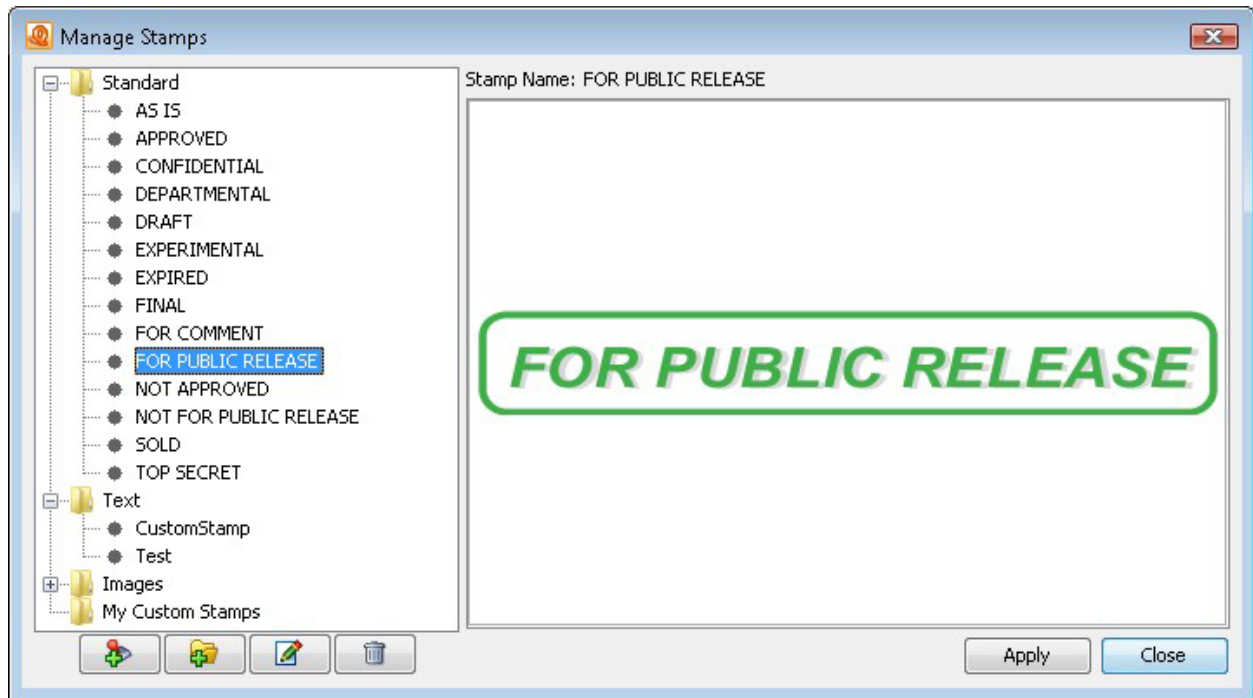 Manage Stamps
Standard
AS IS
APPROVED
CONFIDENTIAL
DEPARTMENTAL
DRAFT
EXPERIMENTAL
EXPIRED
FINAL
FOR COMMENT
FOR PUBLIC RELEASE
NOT APPROVED
NOT FOR PUBLIC RELEASE
SOLD
TOP SECRET
Text
CustomStamp
Test
Images
My Custom Stamps
Stamp Name: FOR PUBLIC RELEASE
FOR PUBLIC RELEASE
Apply
Close